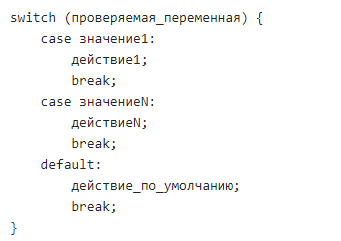 switch (проверяемая_переменная) {
    case значение1:
        действие1;
        break;
    case значениеN:
        действиеN;
        break;
    default:
        действие_по_умолчанию;
        break;
}